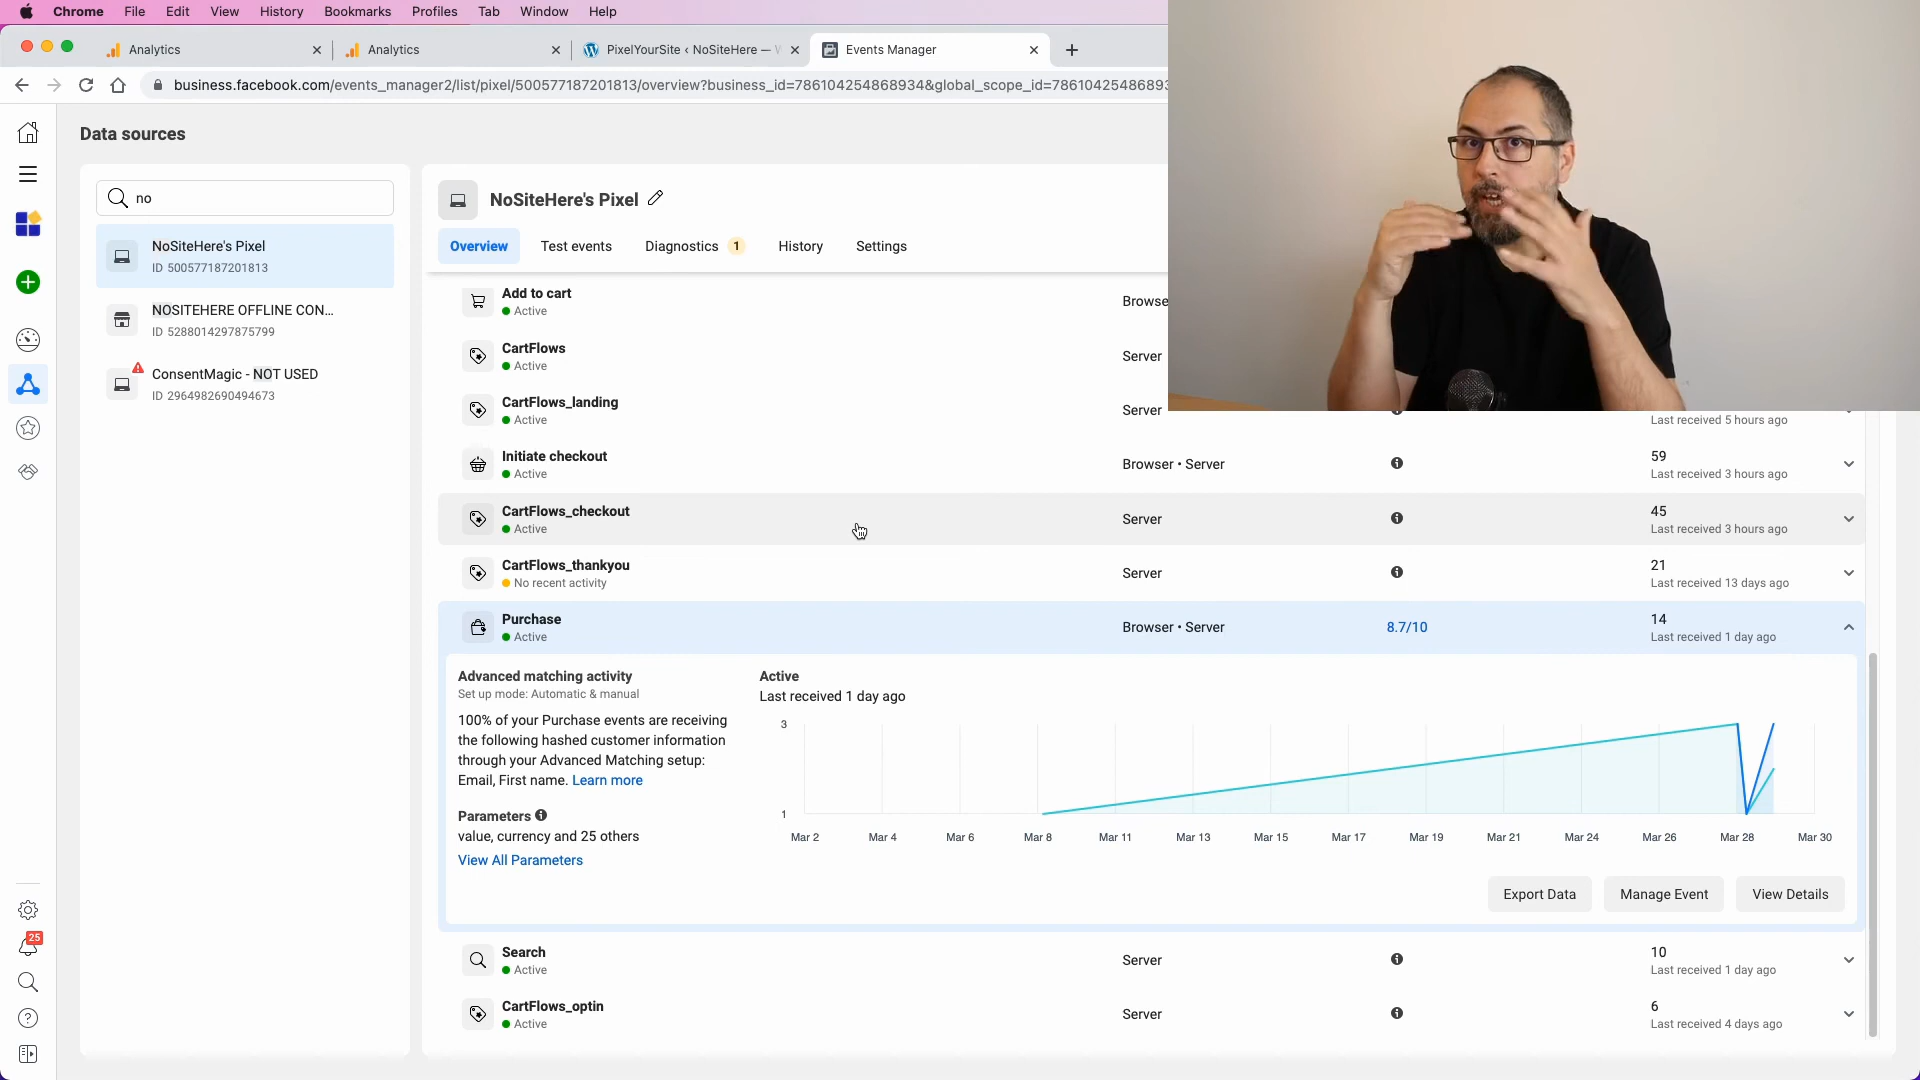 Chrome File Edit View History Bookmarks Profiles Tab Window Help
Analytics
Analytics
PixelYourSite ‹ NoSiteHere —
Events Manager
business.facebook.com/events_manager2/list/pixel/500577187201813/overview?business_id=786104254868934&global_scope_id=78610425486893
Data sources
no
NoSiteHere's Pixel
ID 500577187201813
NOSITEHERE OFFLINE CON...
ID 5288014297875799
ConsentMagic - NOT USED
ID 2964982690494673
25
NoSiteHere's Pixel
Overview Test events Diagnostics 1 History Settings
Add to cart
Active
Browse
CartFlows
Active
Server
CartFlows_landing
Active
Server
Last received 5 hours ago
Initiate checkout
Active
Browser • Server
59
Last received 3 hours ago
CartFlows_checkout
Active
Server
45
Last received 3 hours ago
CartFlows_thankyou
No recent activity
Server
21
Last received 13 days ago
Purchase
Active
Browser • Server
8.7/10
14
Last received 1 day ago
Advanced matching activity
Set up mode: Automatic & manual
100% of your Purchase events are receiving
the following hashed customer information
through your Advanced Matching setup:
Email, First name. Learn more
Parameters
value, currency and 25 others
View All Parameters
Active
Last received 1 day ago
3
1
Mar 2 Mar 4 Mar 6 Mar 8 Mar 11 Mar 13 Mar 15 Mar 17 Mar 19 Mar 21 Mar 24 Mar 26 Mar 28 Mar 30
Export Data Manage Event View Details
Search
Active
Server
10
Last received 1 day ago
CartFlows_optin
Active
Server
6
Last received 4 days ago